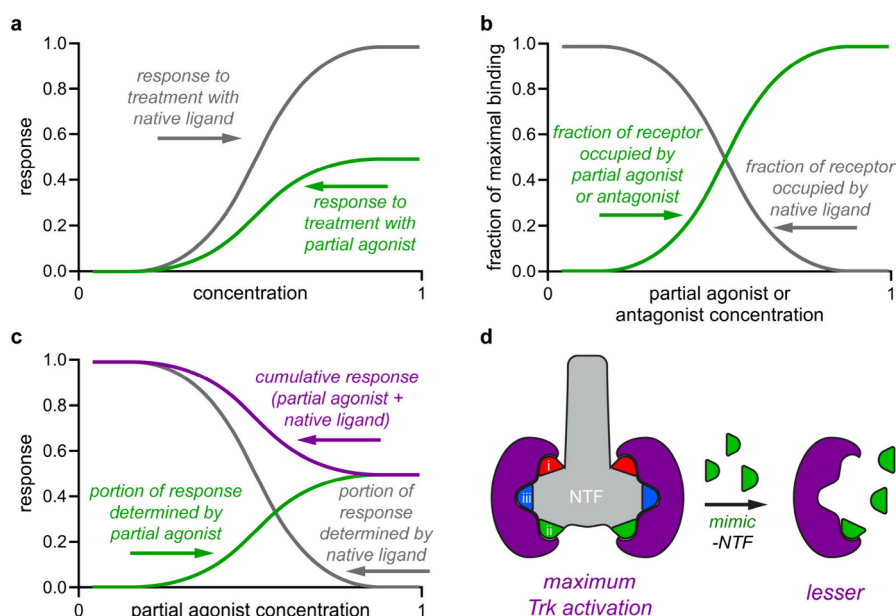 a
1.0
0.8
0.6
0.4
0.2
0.0
response
response to
treatment with
native ligand
response to
treatment with
partial agonist
0
concentration
1
b
1.0
0.8
0.6
0.4
0.2
0.0
fraction of maximal binding
fraction of receptor
occupied by
partial agonist
or antagonist
fraction of receptor
occupied by
native ligand
0
partial agonist or
antagonist concentration
1
c
1.0
0.8
0.6
0.4
0.2
0.0
response
cumulative response
(partial agonist +
native ligand)
portion of response
determined by
partial agonist
portion of
response
determined by
native ligand
0
partial agonist concentration
1
d
i
iii
NTF
ii
mimic
-NTF
maximum
Trk activation
lesser